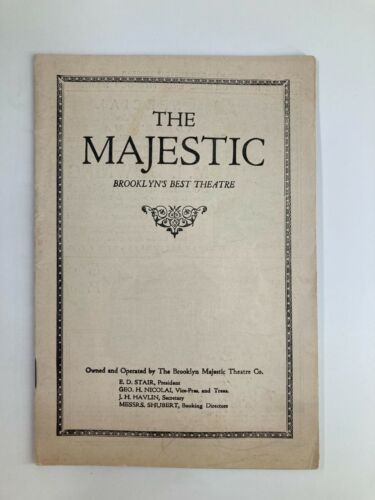 THE
MAJESTIC
BROOKLYN'S BEST THEATRE
Owned and Operated by The Brooklyn Majestic Theatre Co.
E. D. STAIR, President
GEO. H. NICOLAI, Vice-Pres. and Treas.
J. H. HAVLIN, Secretary
MESSRS. SHUBERT, Booking Directors